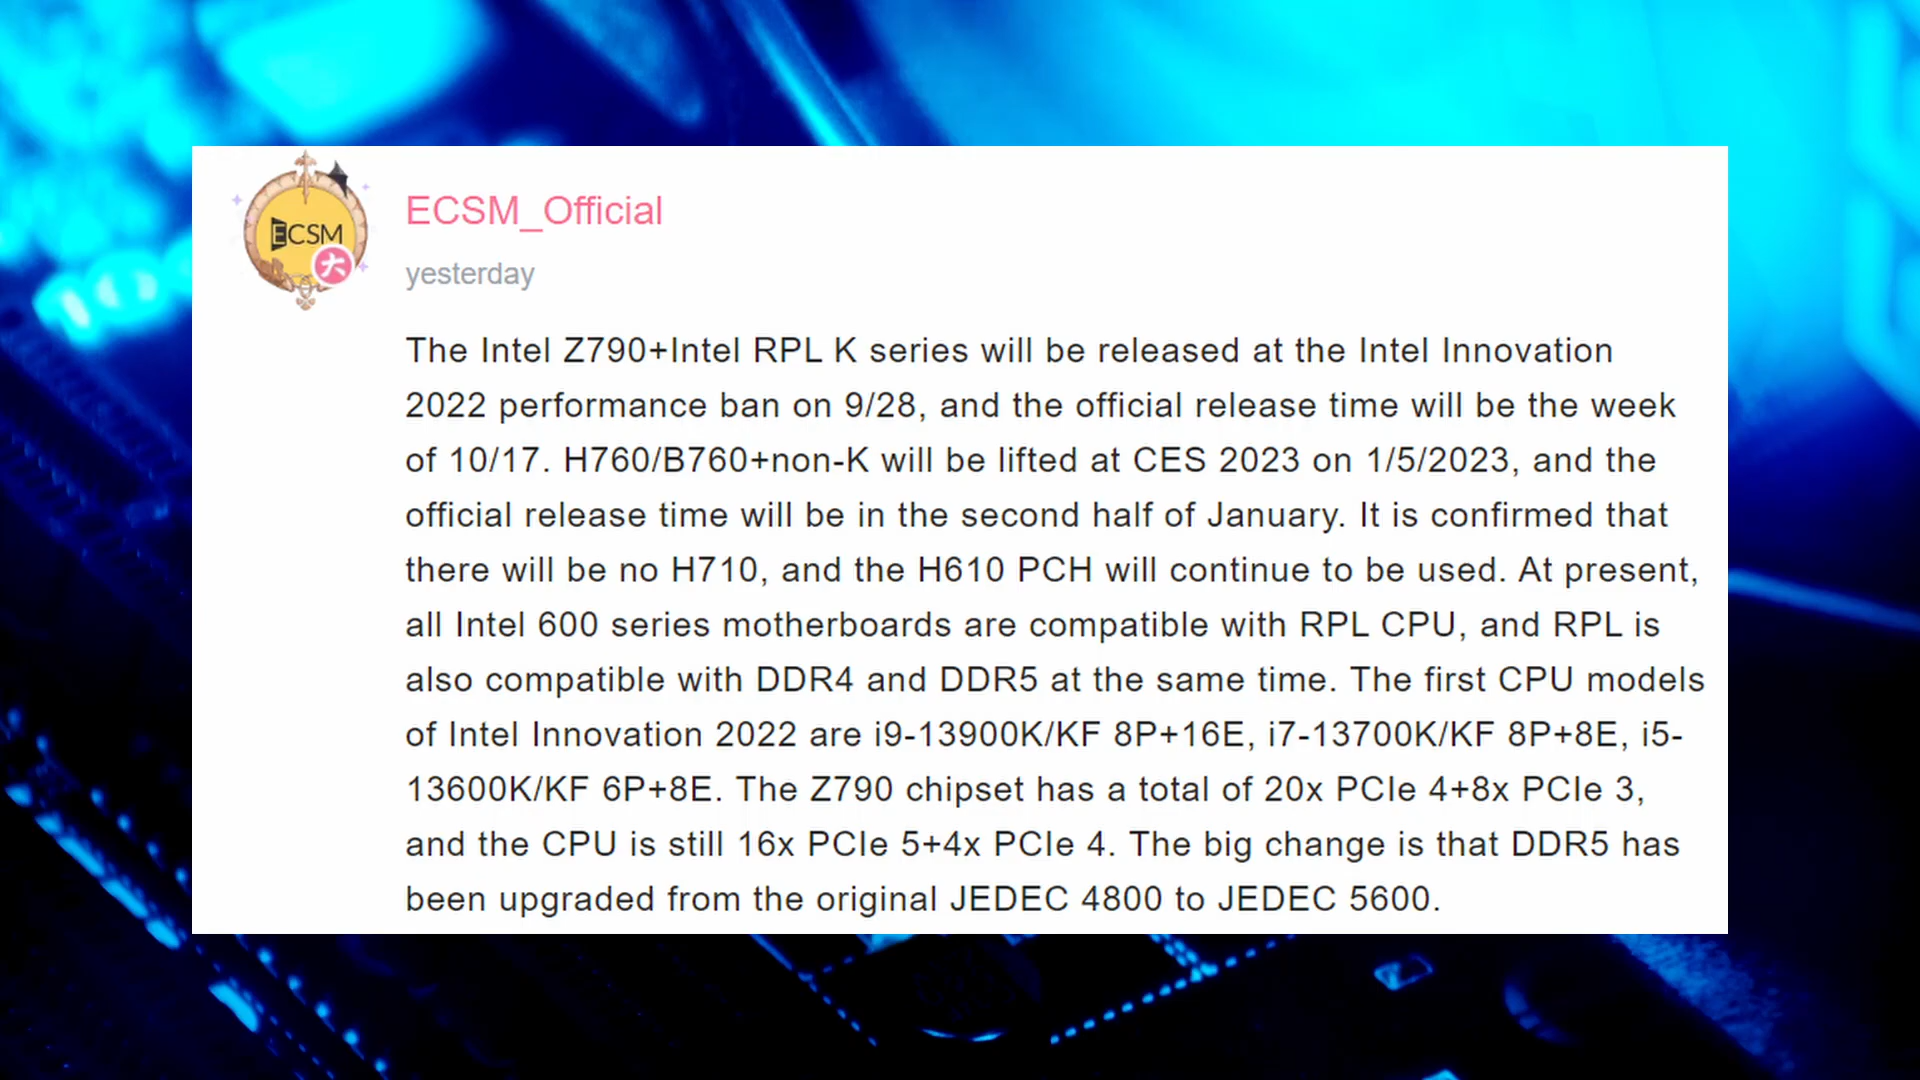 ECSM
大
ECSM_Official
yesterday
The Intel Z790+Intel RPL K series will be released at the Intel Innovation
2022 performance ban on 9/28, and the official release time will be the week
of 10/17. H760/B760+non-K will be lifted at CES 2023 on 1/5/2023, and the
official release time will be in the second half of January. It is confirmed that
there will be no H710, and the H610 PCH will continue to be used. At present,
all Intel 600 series motherboards are compatible with RPL CPU, and RPL is
also compatible with DDR4 and DDR5 at the same time. The first CPU models
of Intel Innovation 2022 are i9-13900K/KF 8P+16E, i7-13700K/KF 8P+8E, i5-
13600K/KF 6P+8E. The Z790 chipset has a total of 20x PCIe 4+8x PCIe 3,
and the CPU is still 16x PCIe 5+4x PCIe 4. The big change is that DDR5 has
been upgraded from the original JEDEC 4800 to JEDEC 5600.